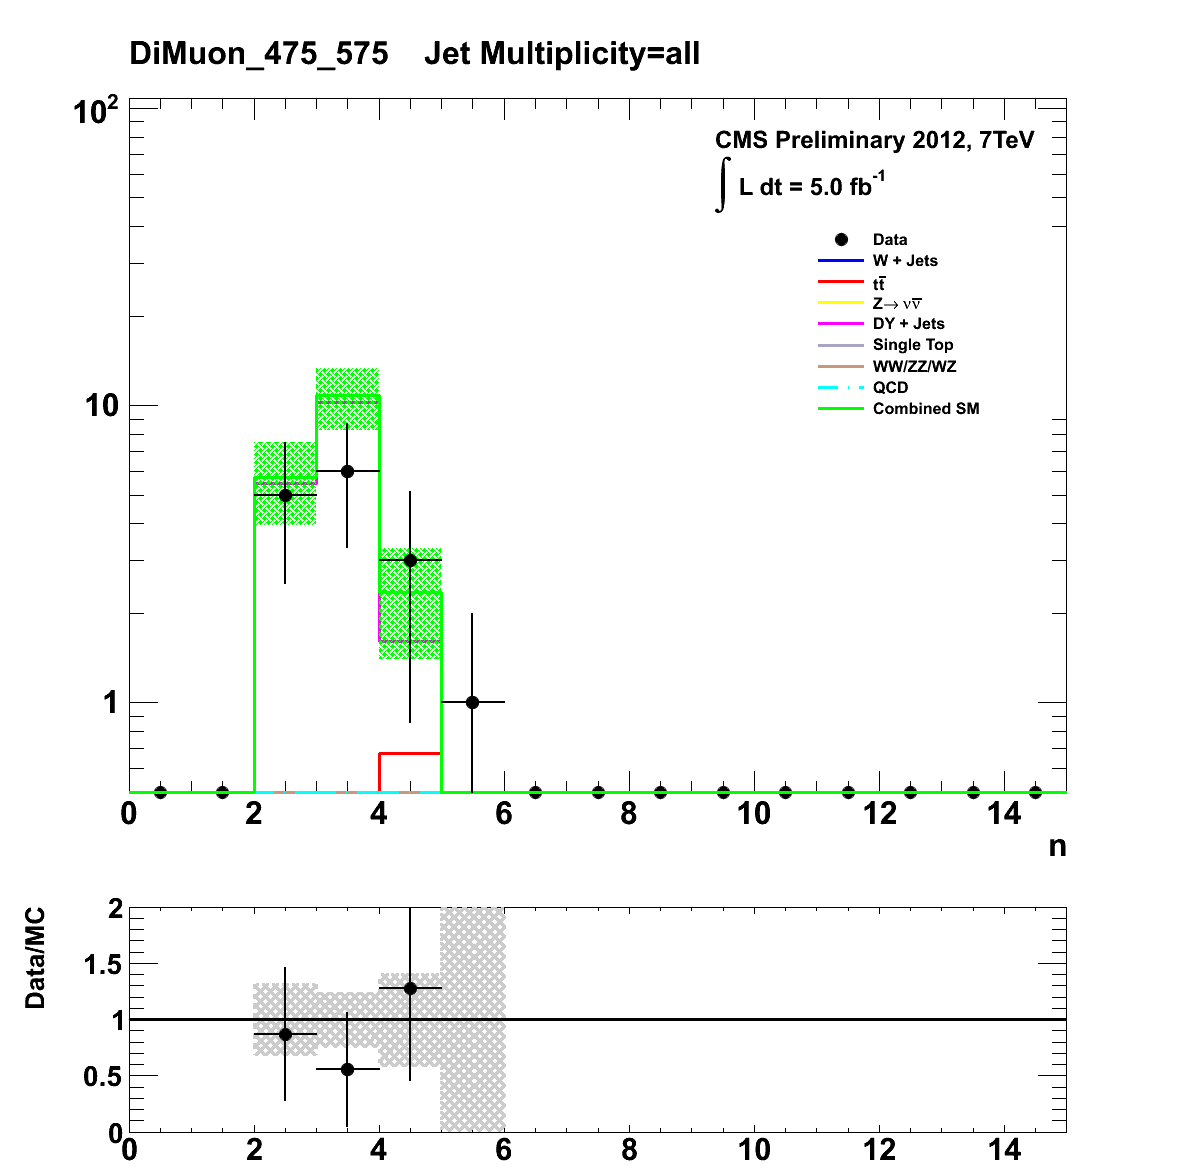 DiMuon_475_575 Jet Multiplicity=all
10²
CMS Preliminary 2012, 7TeV
∫ L dt = 5.0 fb⁻¹
Data
W + Jets
tt̅
Z→ νν̅
DY + Jets
Single Top
WW/ZZ/WZ
QCD
Combined SM
10
1
0 2 4 6 8 10 12 14
n
Data/MC
2
1.5
1
0.5
0
0 2 4 6 8 10 12 14